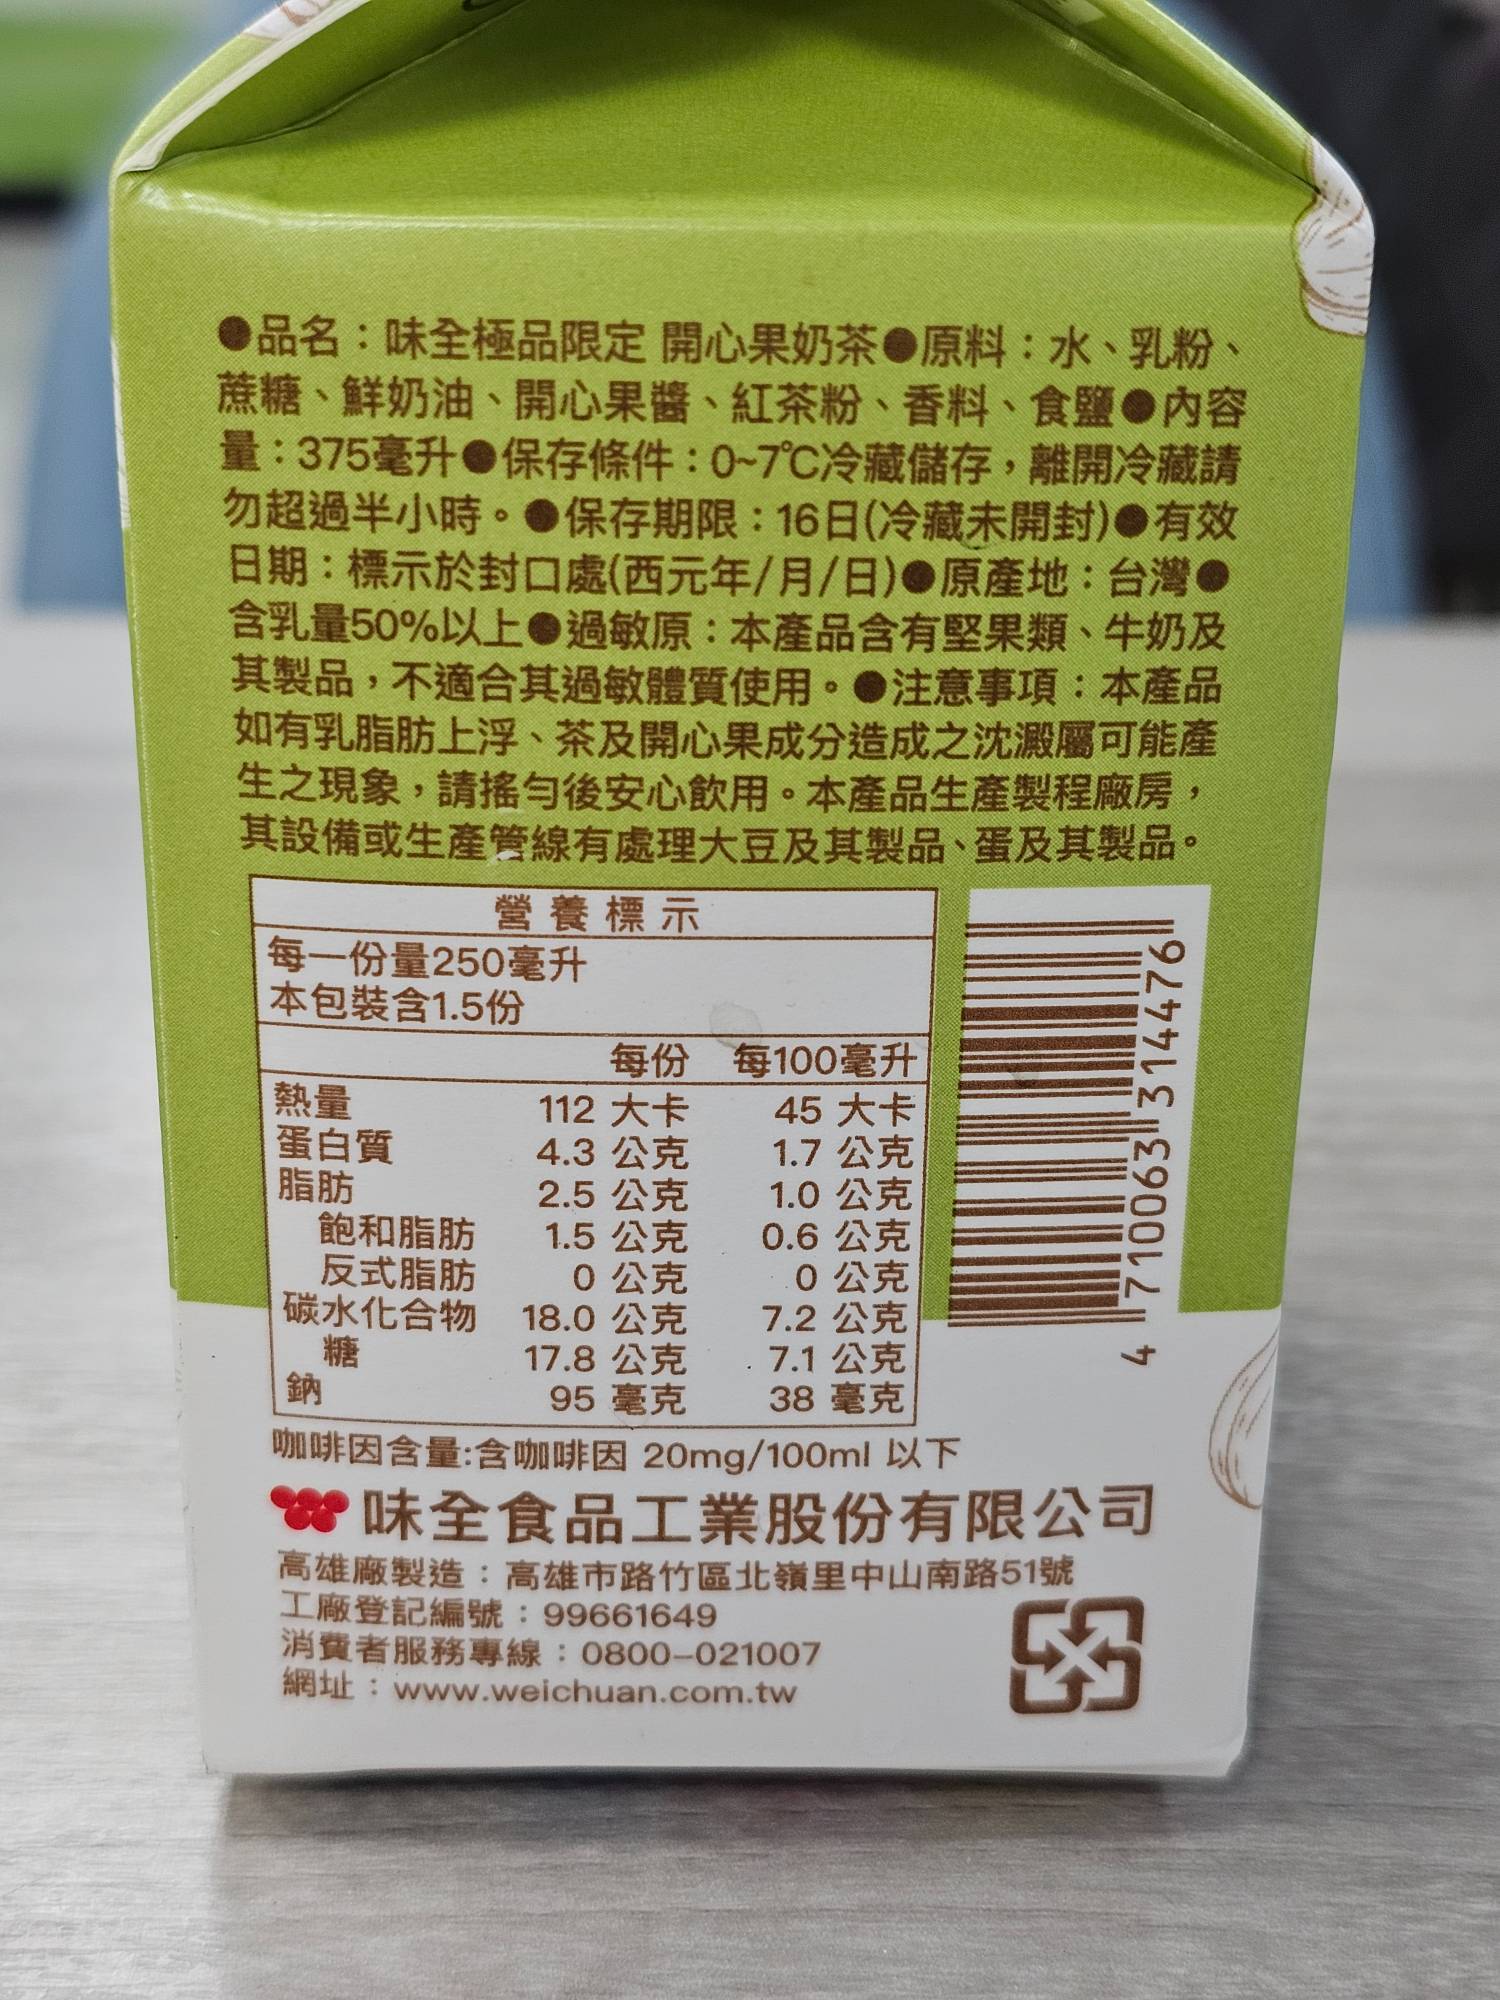 ●品名：味全極品限定 開心果奶茶●原料：水、乳粉、
蔗糖、鮮奶油、開心果醬、紅茶粉、香料、食鹽●內容
量：375毫升●保存條件：0~7℃冷藏儲存，離開冷藏請
勿超過半小時。●保存期限：16日(冷藏未開封)●有效
日期：標示於封口處(西元年/月/日)●原產地：台灣●
含乳量50%以上●過敏原：本產品含有堅果類、牛奶及
其製品，不適合其過敏體質使用。●注意事項：本產品
如有乳脂肪上浮、茶及開心果成分造成之沈澱屬可能產
生之現象，請搖勻後安心飲用。本產品生產製程廠房，
其設備或生產管線有處理大豆及其製品、蛋及其製品。
營養標示
每一份量250毫升
本包裝含1.5份
每份 每100毫升
熱量 112 大卡 45 大卡
蛋白質 4.3 公克 1.7 公克
脂肪 2.5 公克 1.0 公克
飽和脂肪 1.5 公克 0.6 公克
反式脂肪 0 公克 0 公克
碳水化合物 18.0 公克 7.2 公克
糖 17.8 公克 7.1 公克
鈉 95 毫克 38 毫克
4 710063 314476
咖啡因含量:含咖啡因 20mg/100ml 以下
味全食品工業股份有限公司
高雄廠製造：高雄市路竹區北嶺里中山南路51號
工廠登記編號：99661649
消費者服務專線：0800-021007
網址：www.weichuan.com.tw